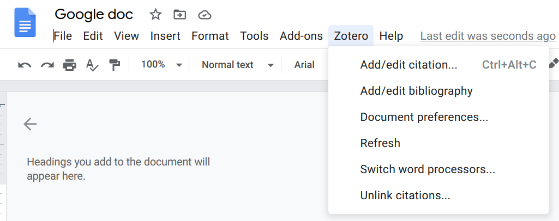 Google doc
File Edit View Insert Format Tools Add-ons Zotero Help Last edit was seconds ago
100% Normal text Arial
Add/edit citation... Ctrl+Alt+C
Add/edit bibliography
Document preferences...
Refresh
Switch word processors...
Unlink citations...
Headings you add to the document will
appear here.